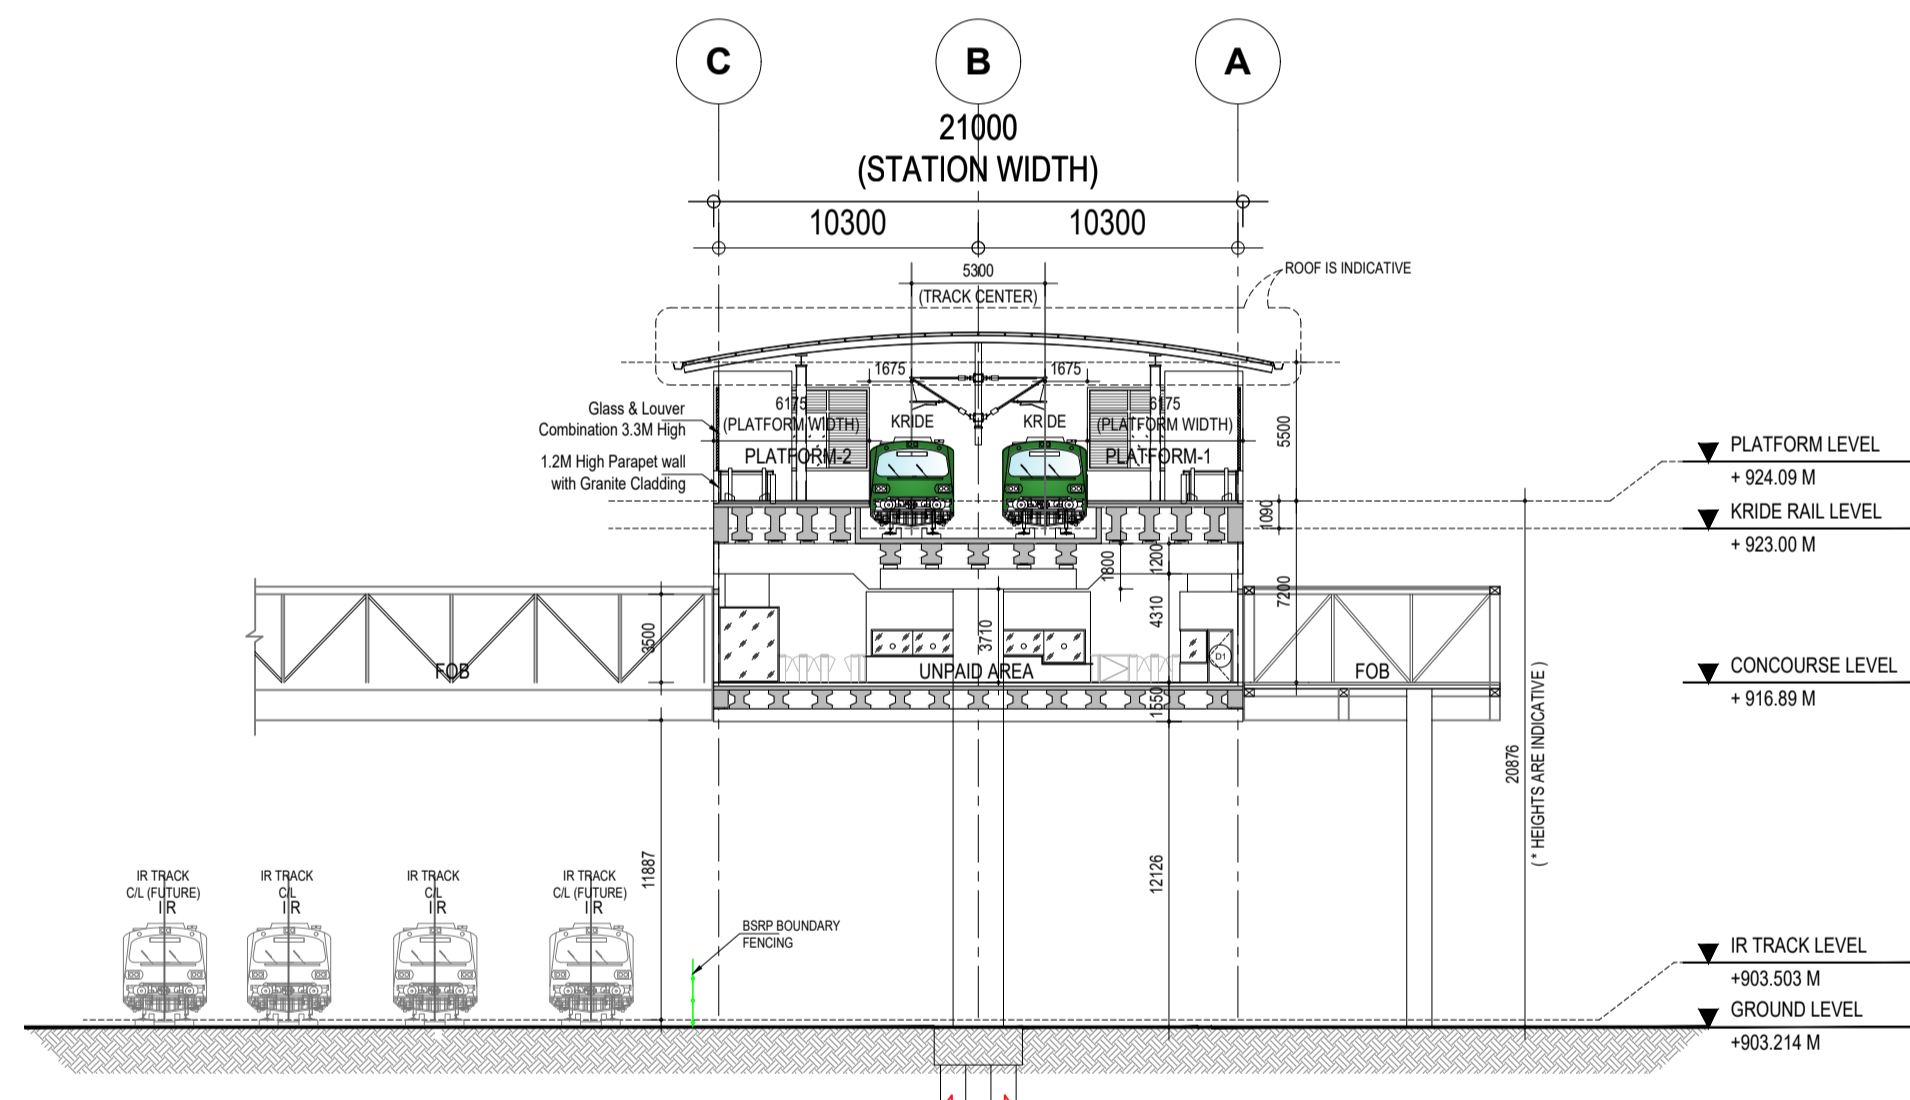 C
B
A
21000
(STATION WIDTH)
10300
10300
5300
(TRACK CENTER)
ROOF IS INDICATIVE
1675
1675
Glass & Louver
Combination 3.3M High
1.2M High Parapet wall
with Granite Cladding
6175
(PLATFORM WIDTH)
PLATFORM-2
KRIDE
KRIDE
6175
(PLATFORM WIDTH)
PLATFORM-1
5500
1090
PLATFORM LEVEL
+ 924.09 M
KRIDE RAIL LEVEL
+ 923.00 M
1800
1200
7200
4310
3710
3500
FOB
UNPAID AREA
D1
FOB
CONCOURSE LEVEL
+ 916.89 M
1550
20876
( * HEIGHTS ARE INDICATIVE )
11887
12126
IR TRACK
C/L (FUTURE)
IR
IR TRACK
C/L
IR
IR TRACK
C/L
IR
IR TRACK
C/L (FUTURE)
IR
BSRP BOUNDARY
FENCING
IR TRACK LEVEL
+903.503 M
GROUND LEVEL
+903.214 M